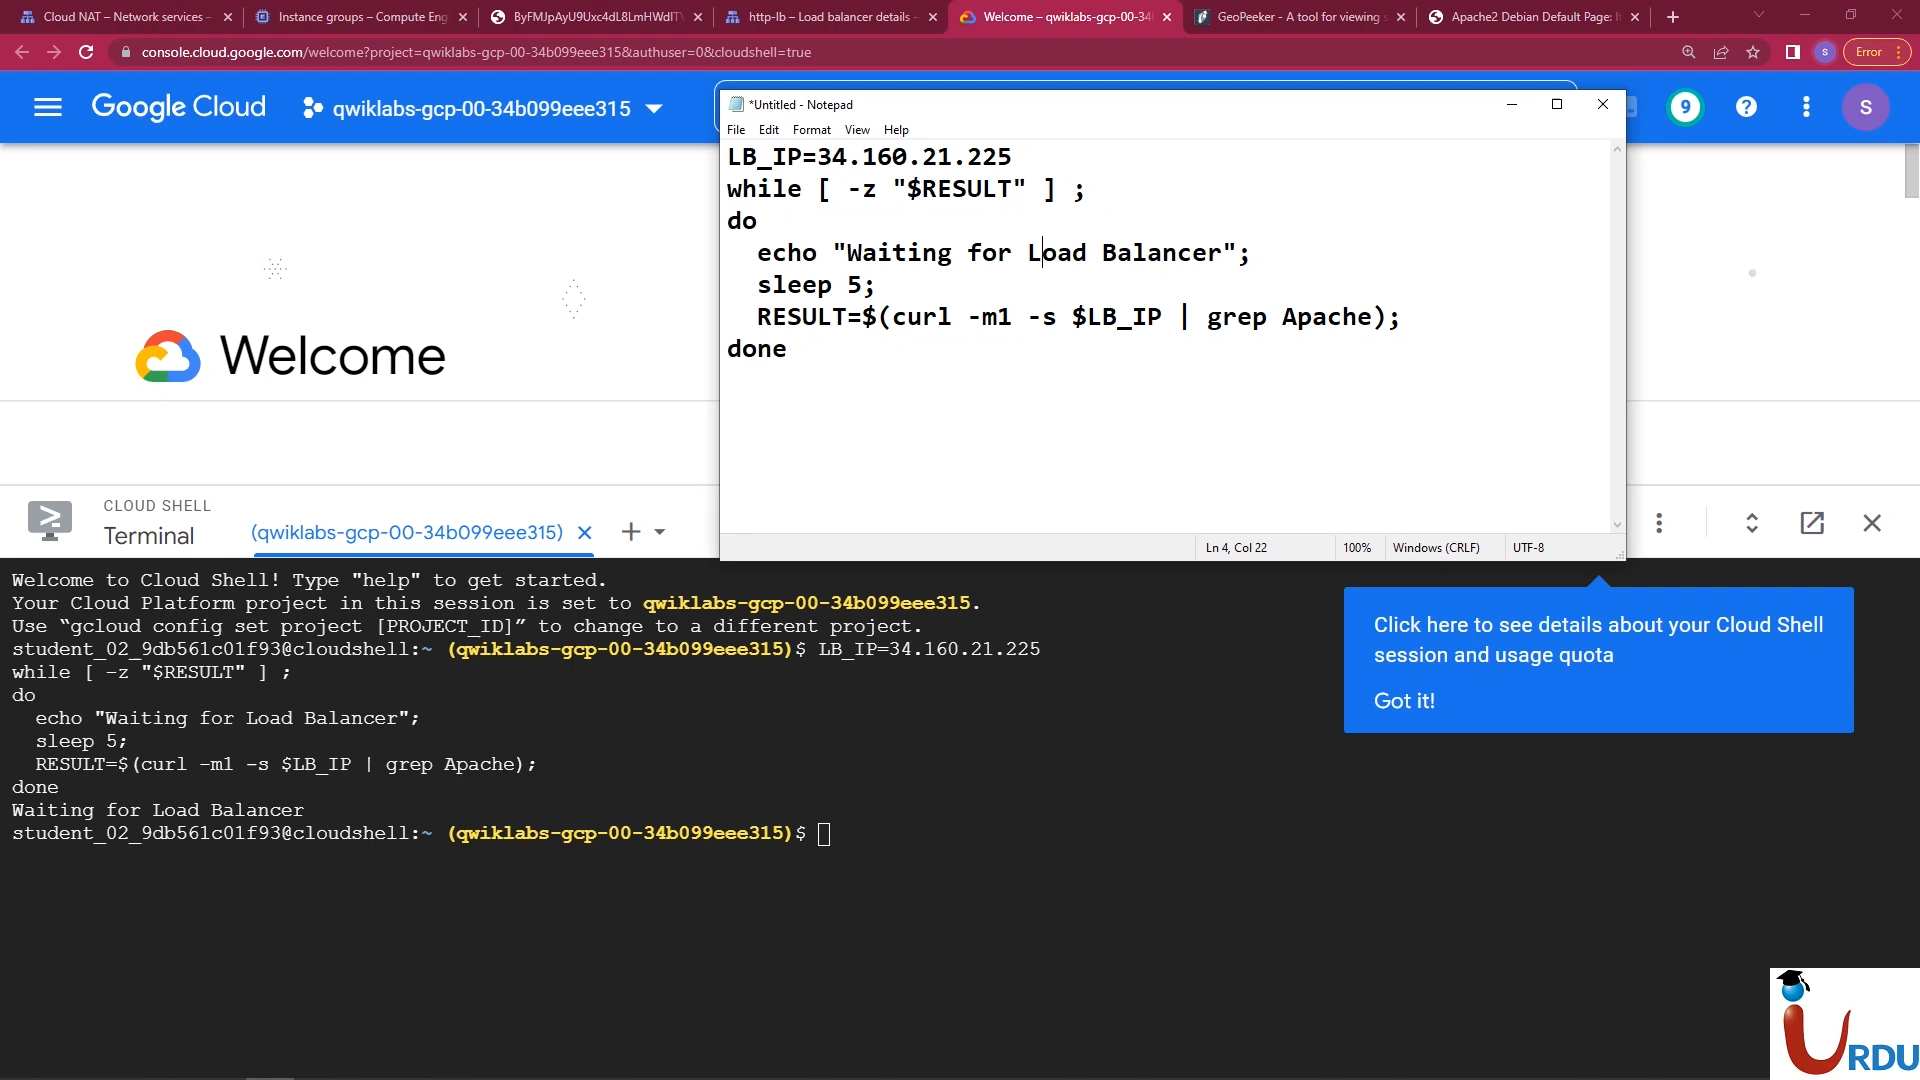 Cloud NAT – Network services –
Instance groups – Compute Eng
ByFMJpAyU9Uxc4dL8LmHWdlT
http-lb – Load balancer details –
Welcome – qwiklabs-gcp-00-34
GeoPeeker - A tool for viewing
Apache2 Debian Default Page: I
console.cloud.google.com/welcome?project=qwiklabs-gcp-00-34b099eee315&authuser=0&cloudshell=true
S
Error
Google Cloud
qwiklabs-gcp-00-34b099eee315
9
?
S
*Untitled - Notepad
File Edit Format View Help
LB_IP=34.160.21.225
while [ -z "$RESULT" ] ;
do
echo "Waiting for Load Balancer";
sleep 5;
RESULT=$(curl -m1 -s $LB_IP | grep Apache);
done
Ln 4, Col 22
100%
Windows (CRLF)
UTF-8
Welcome
CLOUD SHELL
Terminal
(qwiklabs-gcp-00-34b099eee315)
Welcome to Cloud Shell! Type "help" to get started.
Your Cloud Platform project in this session is set to qwiklabs-gcp-00-34b099eee315.
Use “gcloud config set project [PROJECT_ID]” to change to a different project.
student_02_9db561c01f93@cloudshell:~ (qwiklabs-gcp-00-34b099eee315)$ LB_IP=34.160.21.225
while [ -z "$RESULT" ] ;
do
echo "Waiting for Load Balancer";
sleep 5;
RESULT=$(curl -m1 -s $LB_IP | grep Apache);
done
Waiting for Load Balancer
student_02_9db561c01f93@cloudshell:~ (qwiklabs-gcp-00-34b099eee315)$
Click here to see details about your Cloud Shell
session and usage quota
Got it!
iURDU